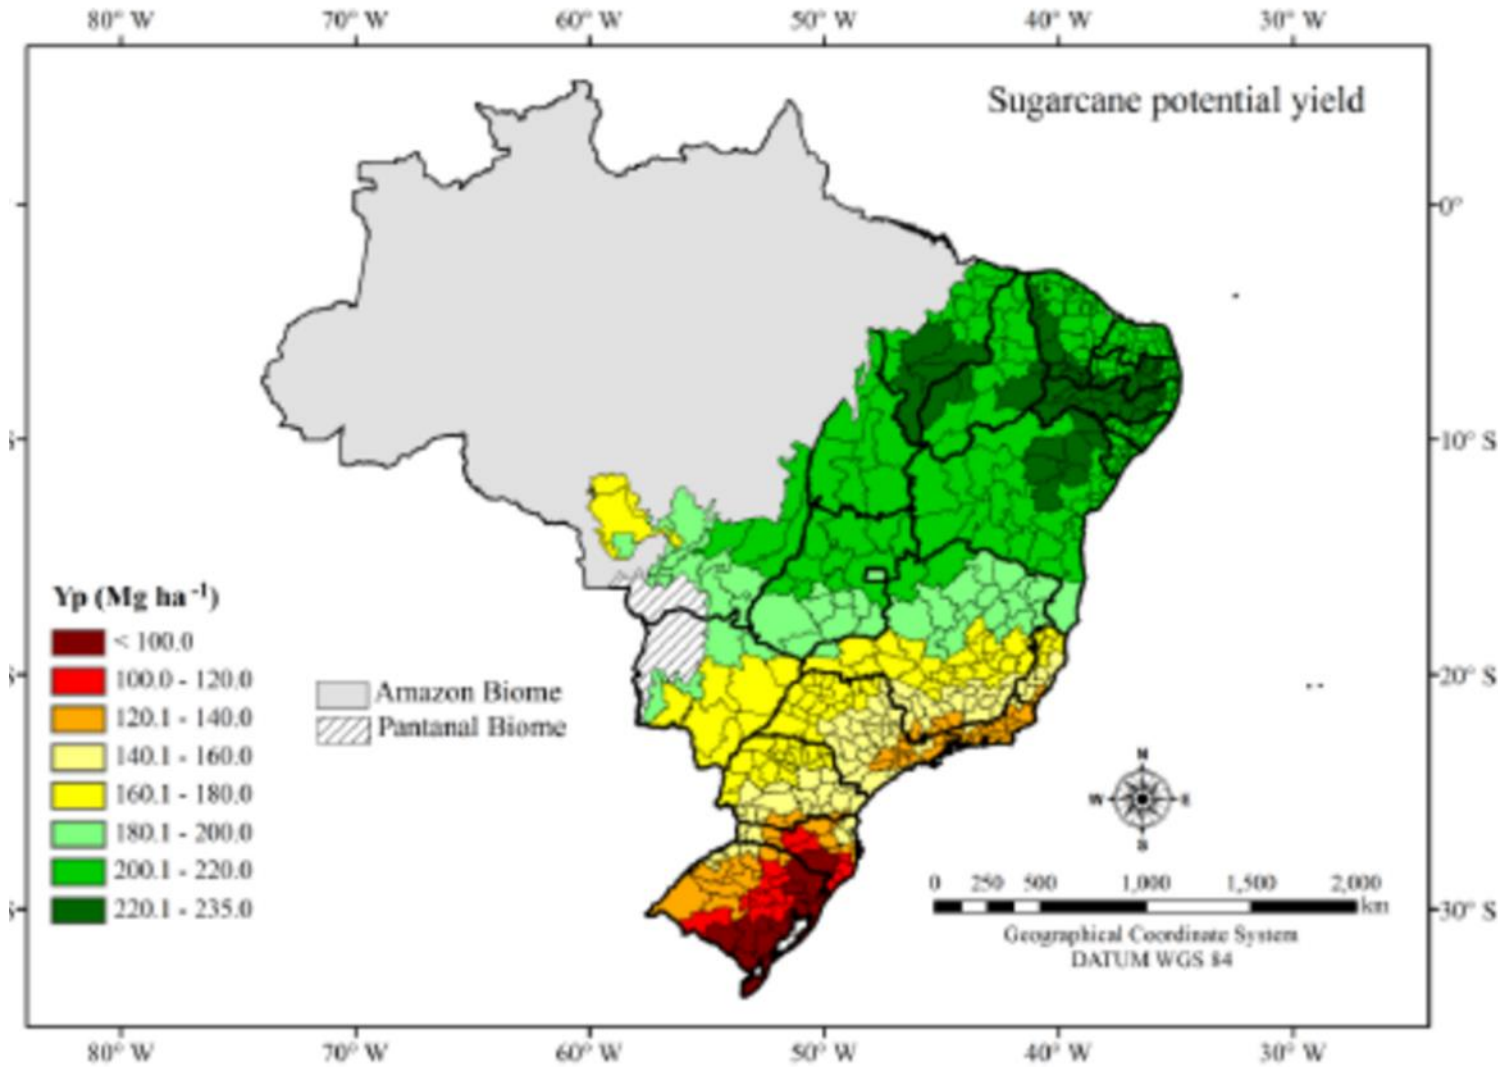 80° W 70° W 60° W 50° W 40° W 30° W
Sugarcane potential yield
0°
10° S
20° S
30° S
Yp (Mg ha -1)
< 100.0
100.0 - 120.0
120.1 - 140.0
140.1 - 160.0
160.1 - 180.0
180.1 - 200.0
200.1 - 220.0
220.1 - 235.0
Amazon Biome
Pantanal Biome
N
W E
S
0 250 500 1,000 1,500 2,000
km
Geographical Coordinate System
DATUM WGS 84
80° W 70° W 60° W 50° W 40° W 30° W